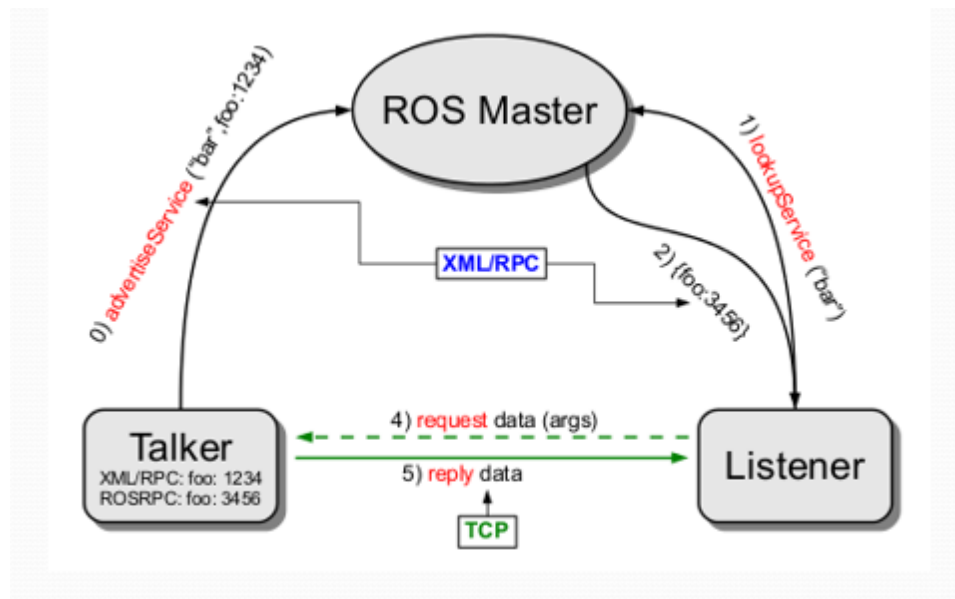 ROS Master
0) advertiseService ("bar",foo:1234)
1) lookupService ("bar")
XML/RPC
2) {foo:3456}
4) request data (args)
Talker
XML/RPC: foo: 1234
ROSRPC: foo: 3456
Listener
5) reply data
TCP